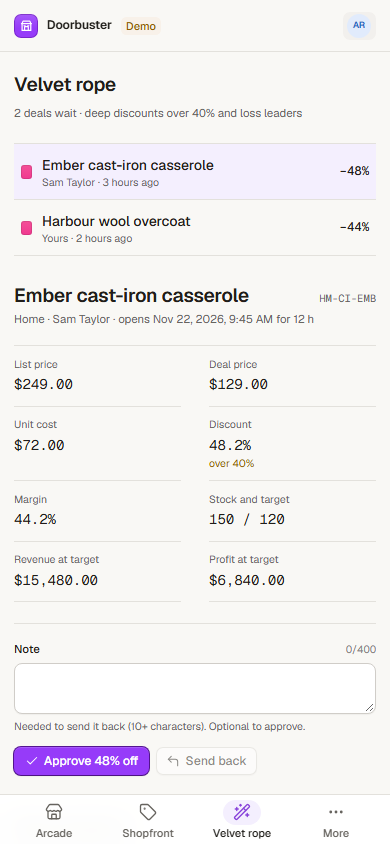 Doorbuster Demo AR
Velvet rope
2 deals wait · deep discounts over 40% and loss leaders
Ember cast-iron casserole −48%
Sam Taylor · 3 hours ago
Harbour wool overcoat −44%
Yours · 2 hours ago
Ember cast-iron casserole HM-CI-EMB
Home · Sam Taylor · opens Nov 22, 2026, 9:45 AM for 12 h
List price Deal price
$249.00 $129.00
Unit cost Discount
$72.00 48.2%
over 40%
Margin Stock and target
44.2% 150 / 120
Revenue at target Profit at target
$15,480.00 $6,840.00
Note 0/400
Needed to send it back (10+ characters). Optional to approve.
Approve 48% off Send back
Arcade Shopfront Velvet rope More